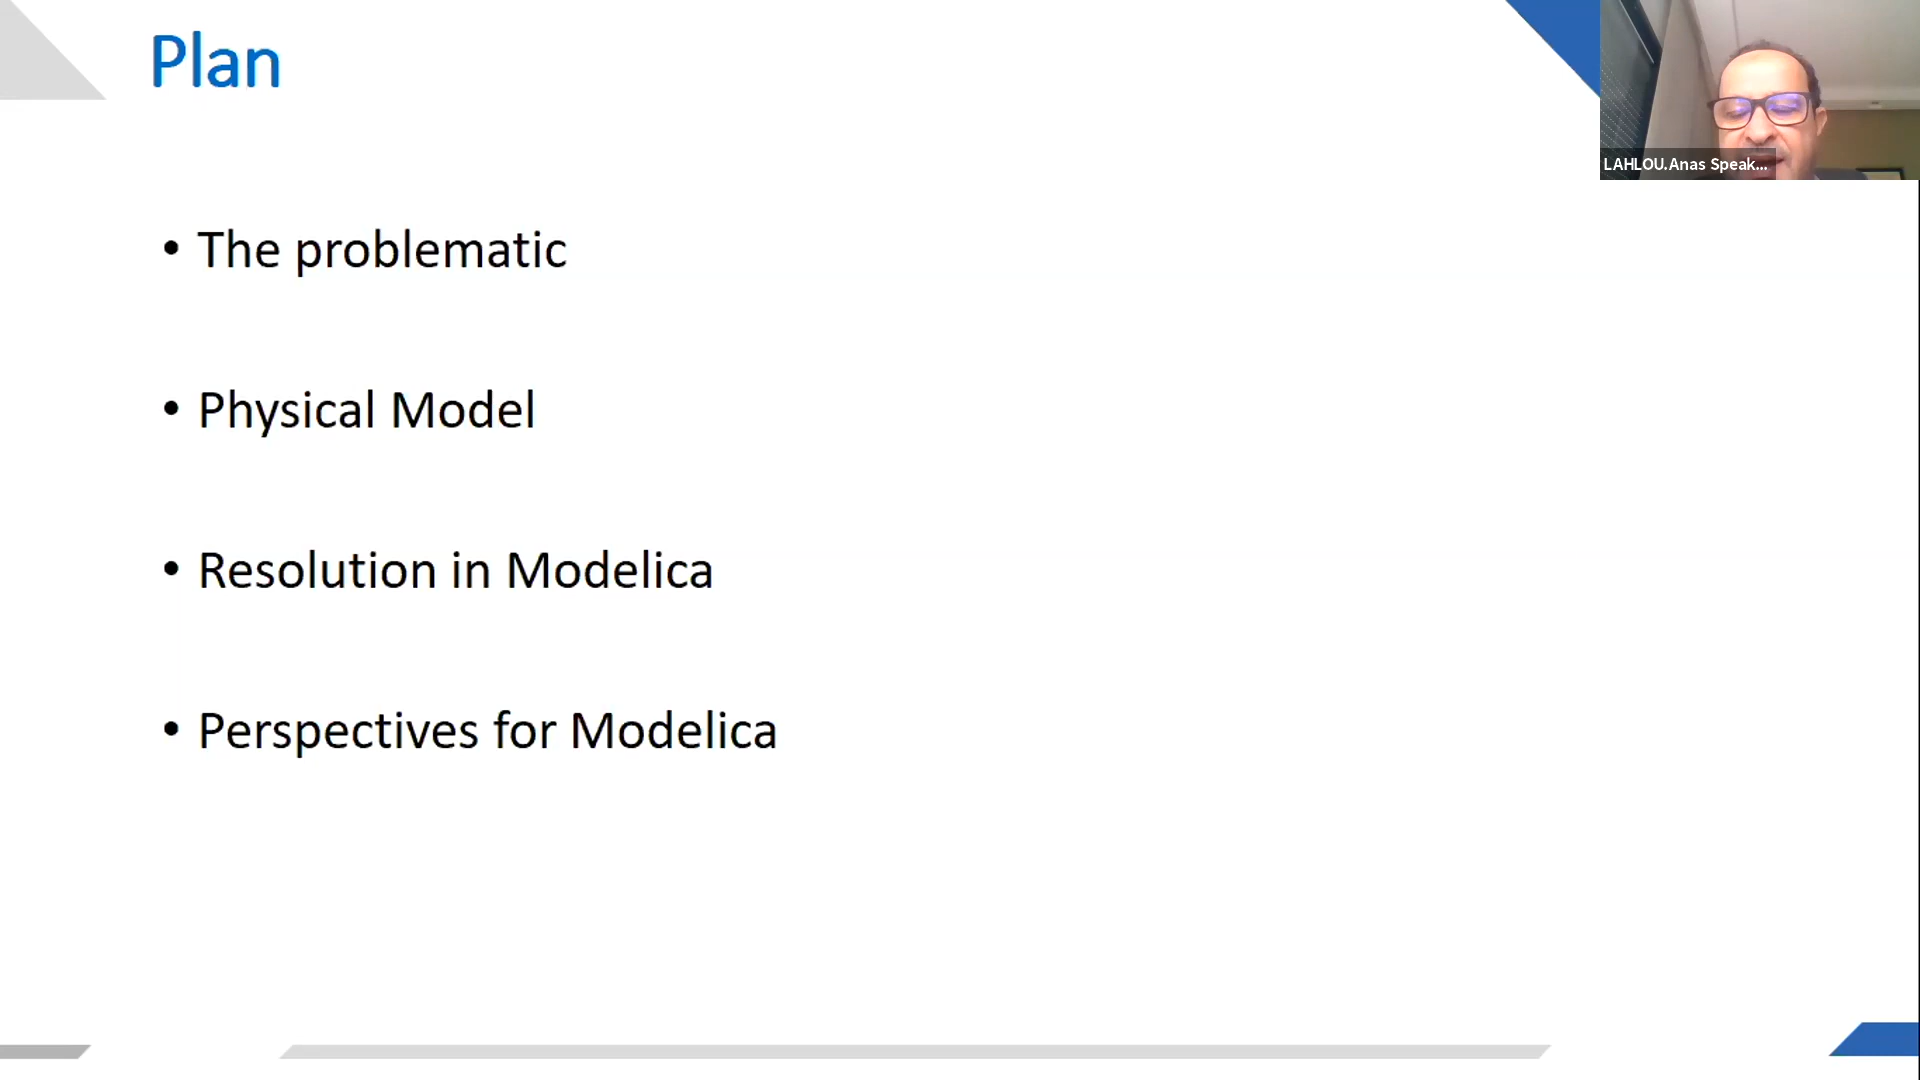 Plan
LAHLOU.Anas Speak...
• The problematic
• Physical Model
• Resolution in Modelica
• Perspectives for Modelica